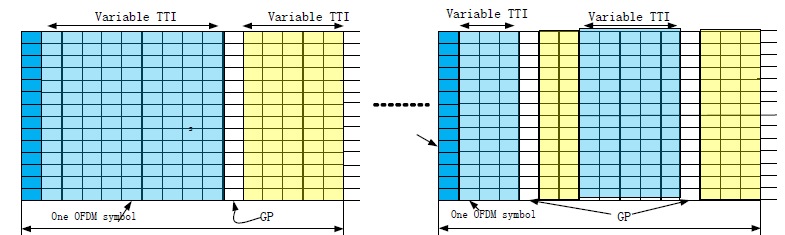 Variable TTI
Variable TTI
One OFDM symbol
GP
Variable TTI
Variable TTI
One OFDM symbol
GP